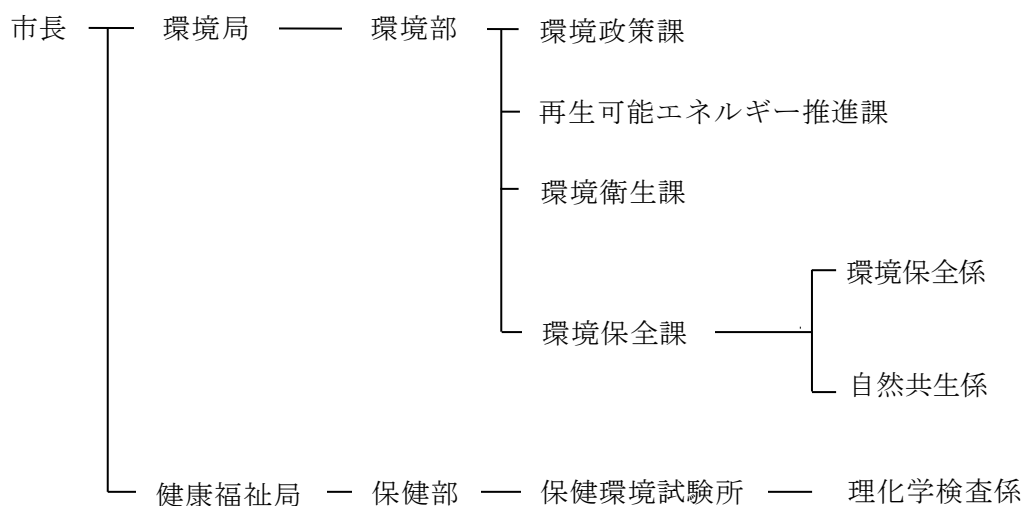 市長 環境局 環境部 環境政策課
再生可能エネルギー推進課
環境衛生課
環境保全係
環境保全課
自然共生係
健康福祉局 保健部 保健環境試験所 理化学検査係